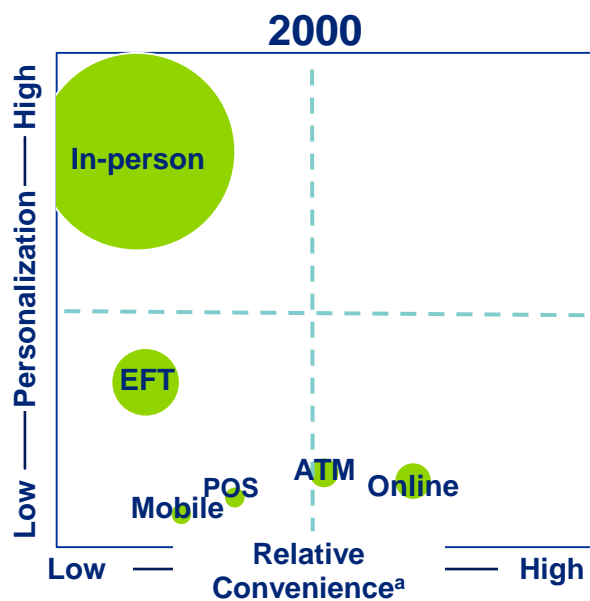 2000
High
Personalization
Low
In-person
EFT
ATM
Online
POS
Mobile
Low
Relative
Convenienceᵃ
High